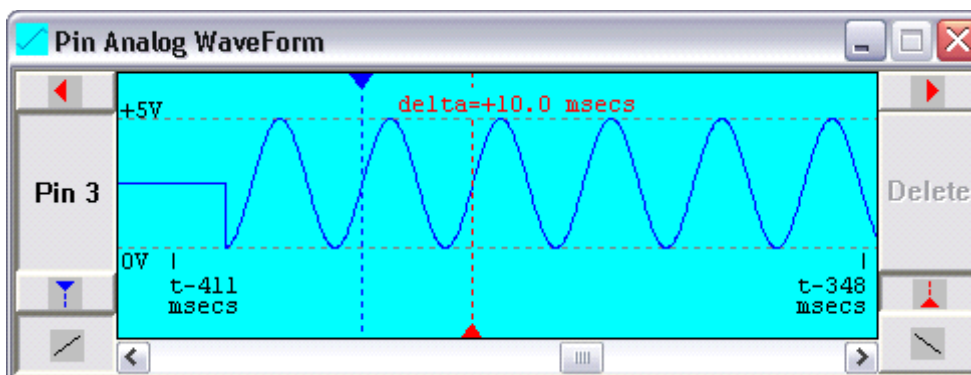 Pin Analog WaveForm
+5V
delta=+10.0 msecs
Pin 3
Delete
0V
t-411
msecs
t-348
msecs